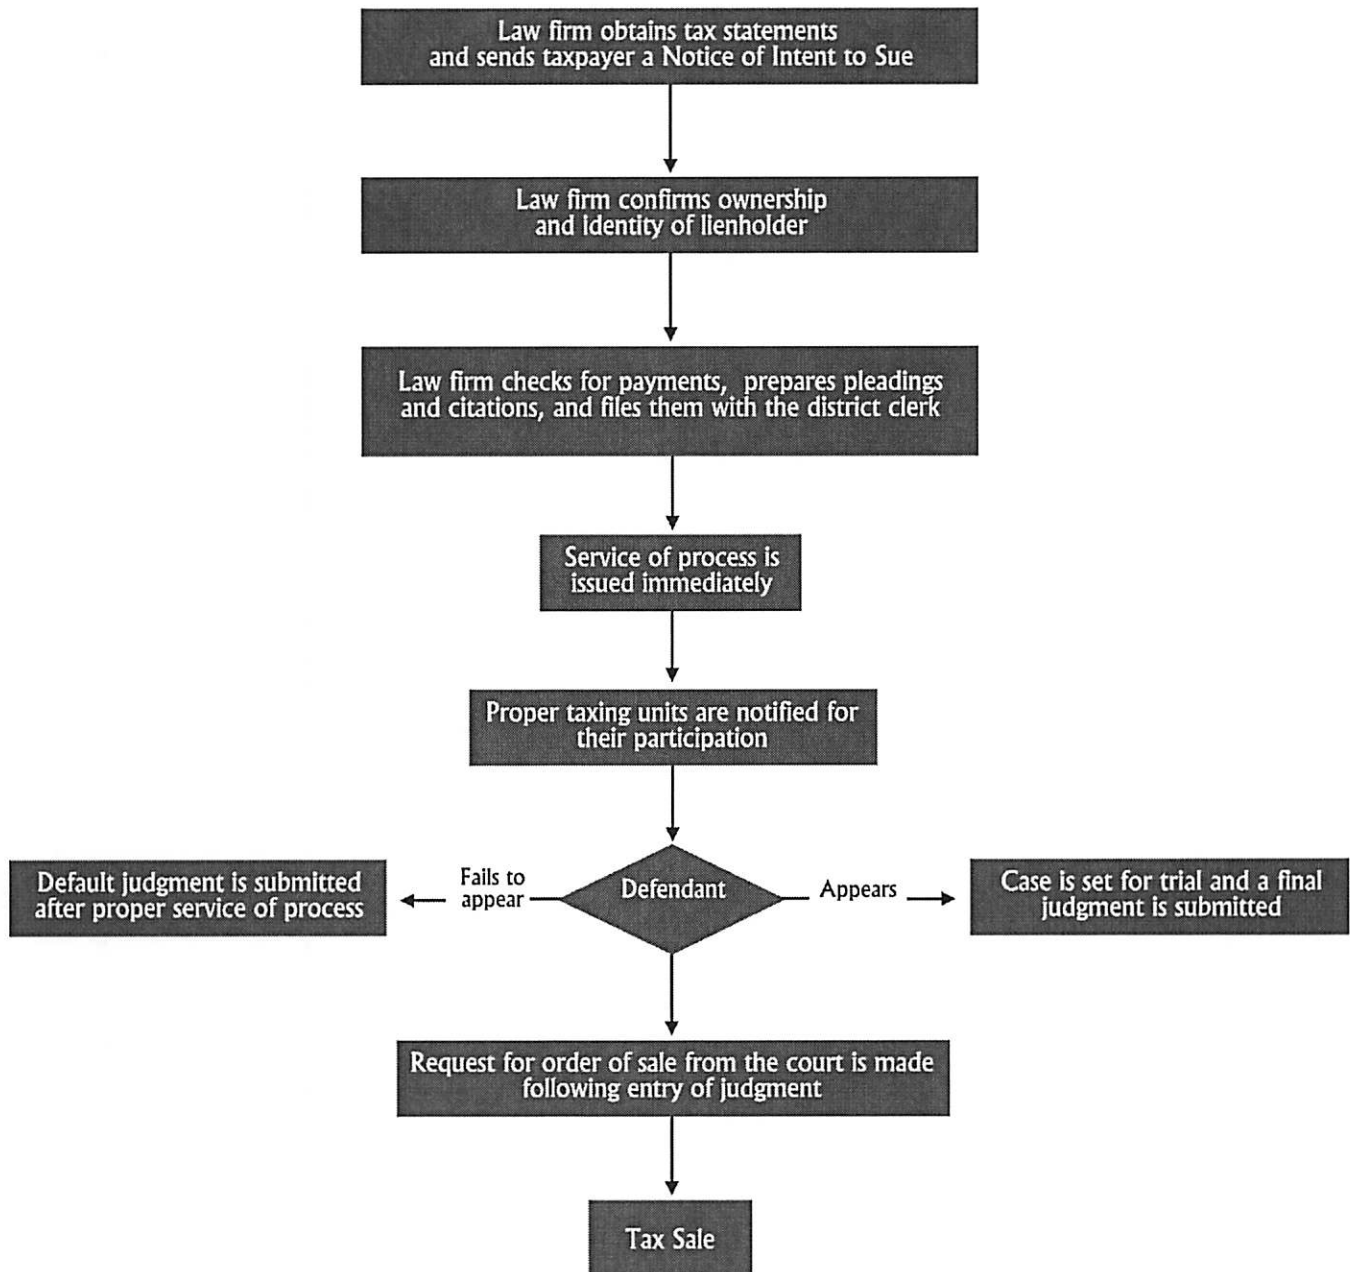 Law firm obtains tax statements
and sends taxpayer a Notice of Intent to Sue
Law firm confirms ownership
and identity of lienholder
Law firm checks for payments, prepares pleadings
and citations, and files them with the district clerk
Service of process is
issued immediately
Proper taxing units are notified for
their participation
Default judgment is submitted
after proper service of process
Fails to
appear
Defendant
Appears
Case is set for trial and a final
judgment is submitted
Request for order of sale from the court is made
following entry of judgment
Tax Sale